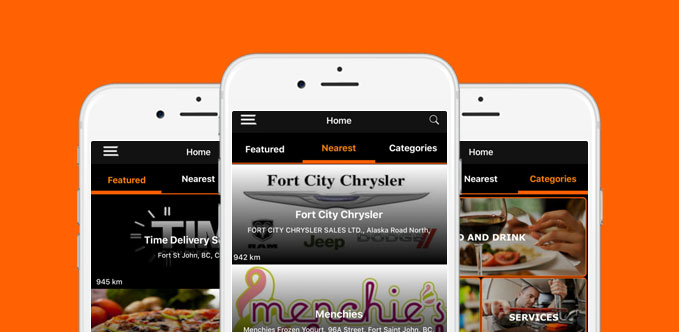 Home
Featured
Nearest
Time Delivery S
Fort St John, BC, C
945 km
Home
Featured
Nearest
Categories
Fort City Chrysler
Fort City Chrysler
FORT CITY CHRYSLER SALES LTD., Alaska Road North,
RAM
Jeep
DODGE
942 km
menchie's
Menchies
Menchies Frozen Yogurt, 96A Street, Fort Saint John, BC
Home
Nearest
Categories
O AND DRINK
SERVICES